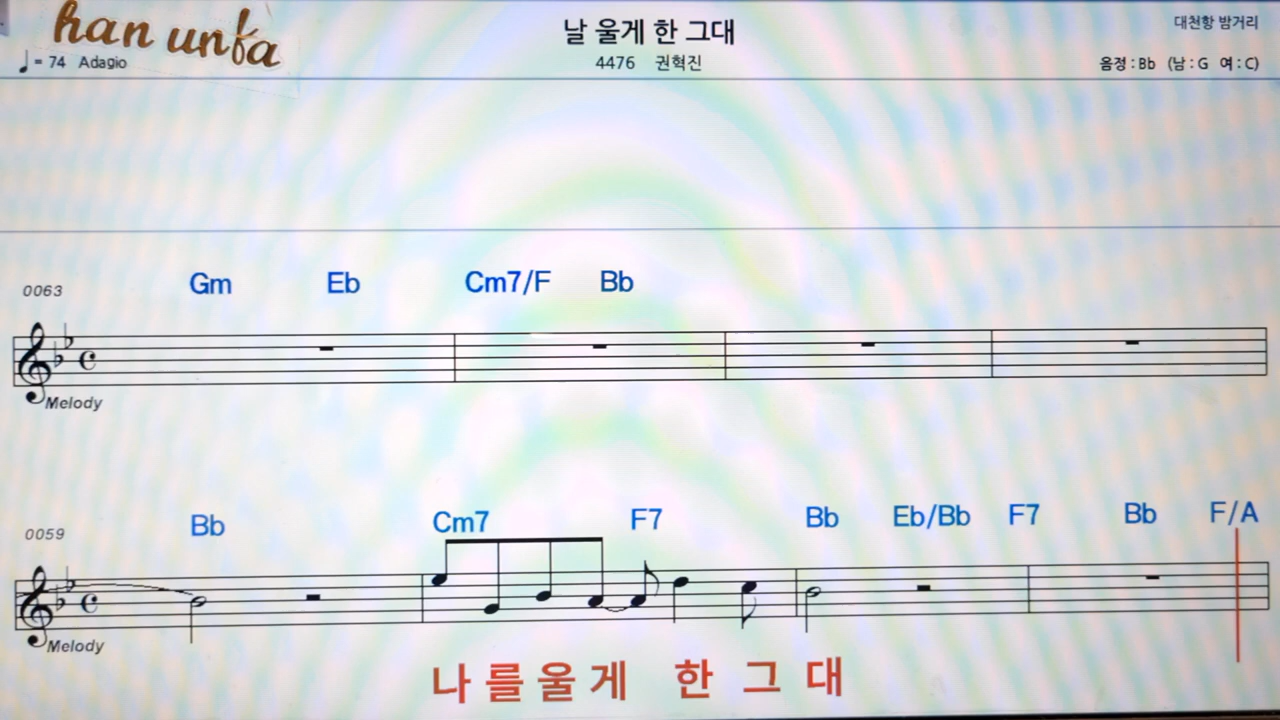 han unfa
날 울게 한 그대
대천항 밤거리
♩= 74 Adagio
4476 권혁진
음정 : Bb (남 : G 여 : C)
Gm Eb Cm7/F Bb
0063
Melody
Bb Cm7 F7 Bb Eb/Bb F7 Bb F/A
0059
Melody
나 를 울 게 한 그 대